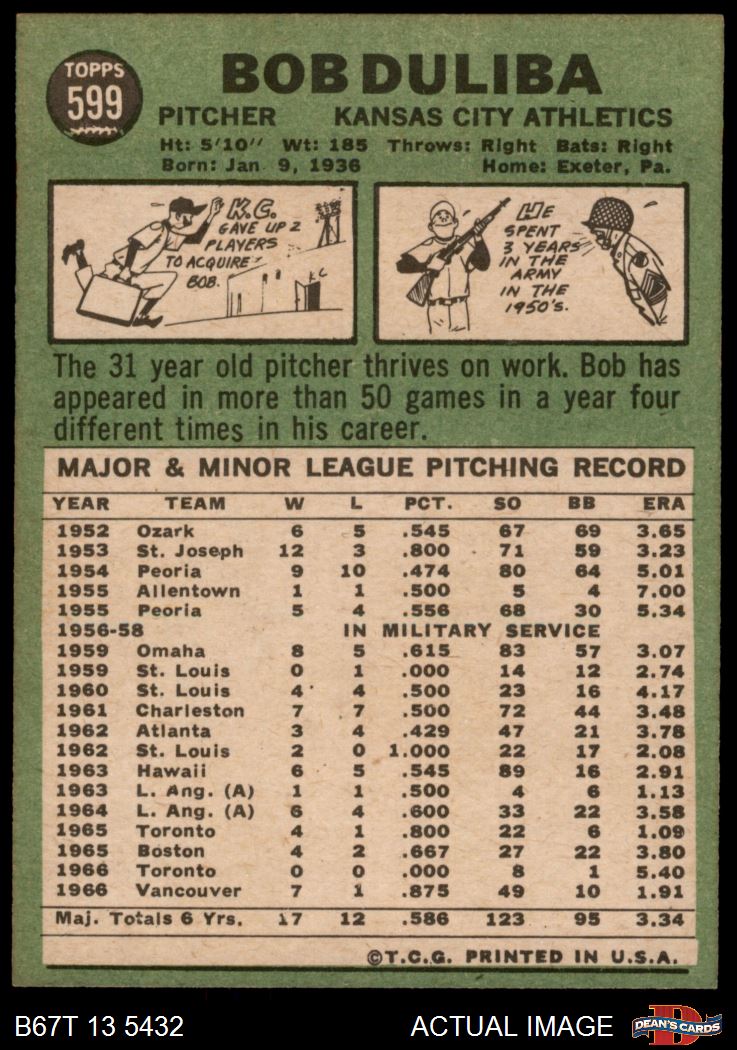 TOPPS
599
BOB DULIBA
PITCHER KANSAS CITY ATHLETICS
Ht: 5'10" Wt: 185 Throws: Right Bats: Right
Born: Jan 9, 1936 Home: Exeter, Pa.
K.C.
GAVE UP 2
PLAYERS
TO ACQUIRE
BOB.
K C
HE
SPENT
3 YEARS
IN THE
ARMY
IN THE
1950'S.
The 31 year old pitcher thrives on work. Bob has
appeared in more than 50 games in a year four
different times in his career.
MAJOR & MINOR LEAGUE PITCHING RECORD
YEAR TEAM W L PCT. SO BB ERA
1952 Ozark 6 5 .545 67 69 3.65
1953 St. Joseph 12 3 .800 71 59 3.23
1954 Peoria 9 10 .474 80 64 5.01
1955 Allentown 1 1 .500 5 4 7.00
1955 Peoria 5 4 .556 68 30 5.34
1956-58 IN MILITARY SERVICE
1959 Omaha 8 5 .615 83 57 3.07
1959 St. Louis 0 1 .000 14 12 2.74
1960 St. Louis 4 4 .500 23 16 4.17
1961 Charleston 7 7 .500 72 44 3.48
1962 Atlanta 3 4 .429 47 21 3.78
1962 St. Louis 2 0 1.000 22 17 2.08
1963 Hawaii 6 5 .545 89 16 2.91
1963 L. Ang. (A) 1 1 .500 4 6 1.13
1964 L. Ang. (A) 6 4 .600 33 22 3.58
1965 Toronto 4 1 .800 22 6 1.09
1965 Boston 4 2 .667 27 22 3.80
1966 Toronto 0 0 .000 8 1 5.40
1966 Vancouver 7 1 .875 49 10 1.91
Maj. Totals 6 Yrs. 17 12 .586 123 95 3.34
©T.C.G. PRINTED IN U.S.A.
B67T 13 5432 ACTUAL IMAGE
DEAN'S CARDS